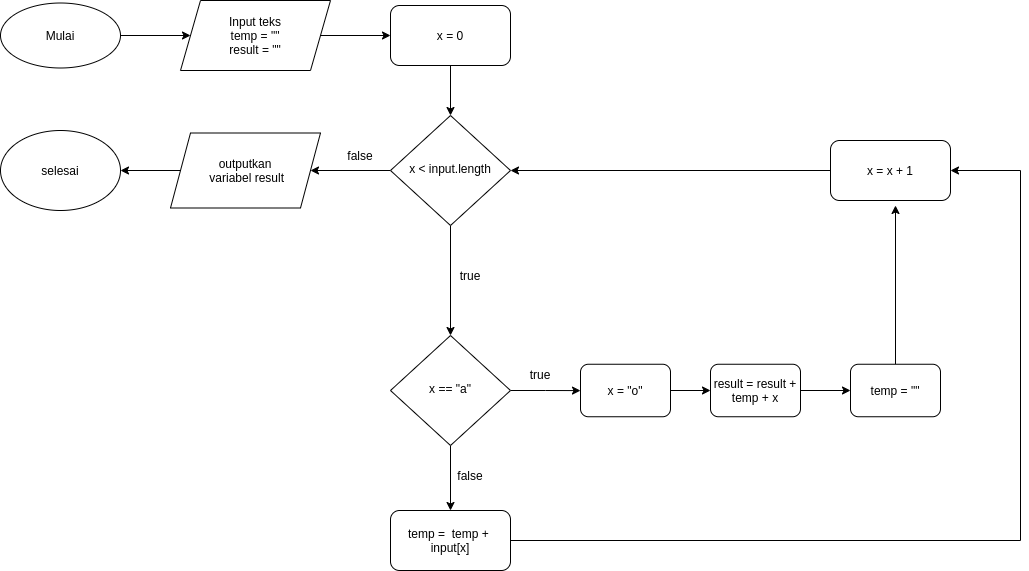 Mulai
Input teks
temp = ""
result = ""
x = 0
selesai
outputkan
variabel result
false
x < input.length
x = x + 1
true
x == "a"
true
x = "o"
result = result +
temp + x
temp = ""
false
temp = temp +
input[x]